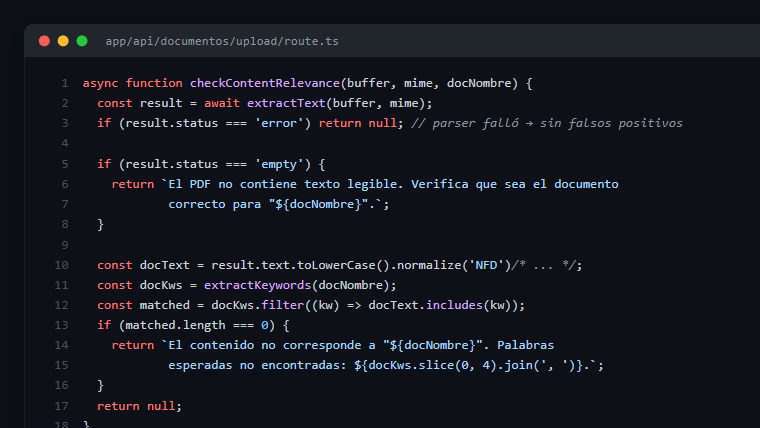 app/api/documentos/upload/route.ts
1 async function checkContentRelevance(buffer, mime, docNombre) {
2 const result = await extractText(buffer, mime);
3 if (result.status === 'error') return null; // parser falló → sin falsos positivos
4
5 if (result.status === 'empty') {
6 return `El PDF no contiene texto legible. Verifica que sea el documento
7 correcto para "${docNombre}".`;
8 }
9
10 const docText = result.text.toLowerCase().normalize('NFD')/* ... */;
11 const docKws = extractKeywords(docNombre);
12 const matched = docKws.filter((kw) => docText.includes(kw));
13 if (matched.length === 0) {
14 return `El contenido no corresponde a "${docNombre}". Palabras
15 esperadas no encontradas: ${docKws.slice(0, 4).join(', ')}.`;
16 }
17 return null;
18 }